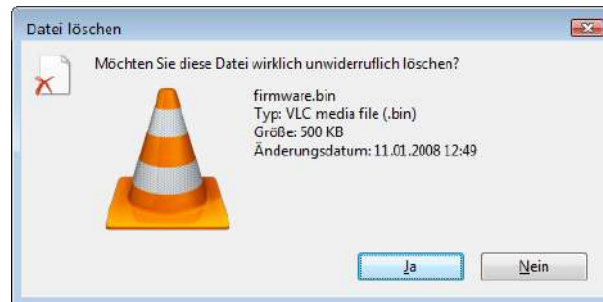 Datei löschen
Möchten Sie diese Datei wirklich unwiderruflich löschen?
firmware.bin
Typ: VLC media file (.bin)
Größe: 500 KB
Änderungsdatum: 11.01.2008 12:49
Ja
Nein